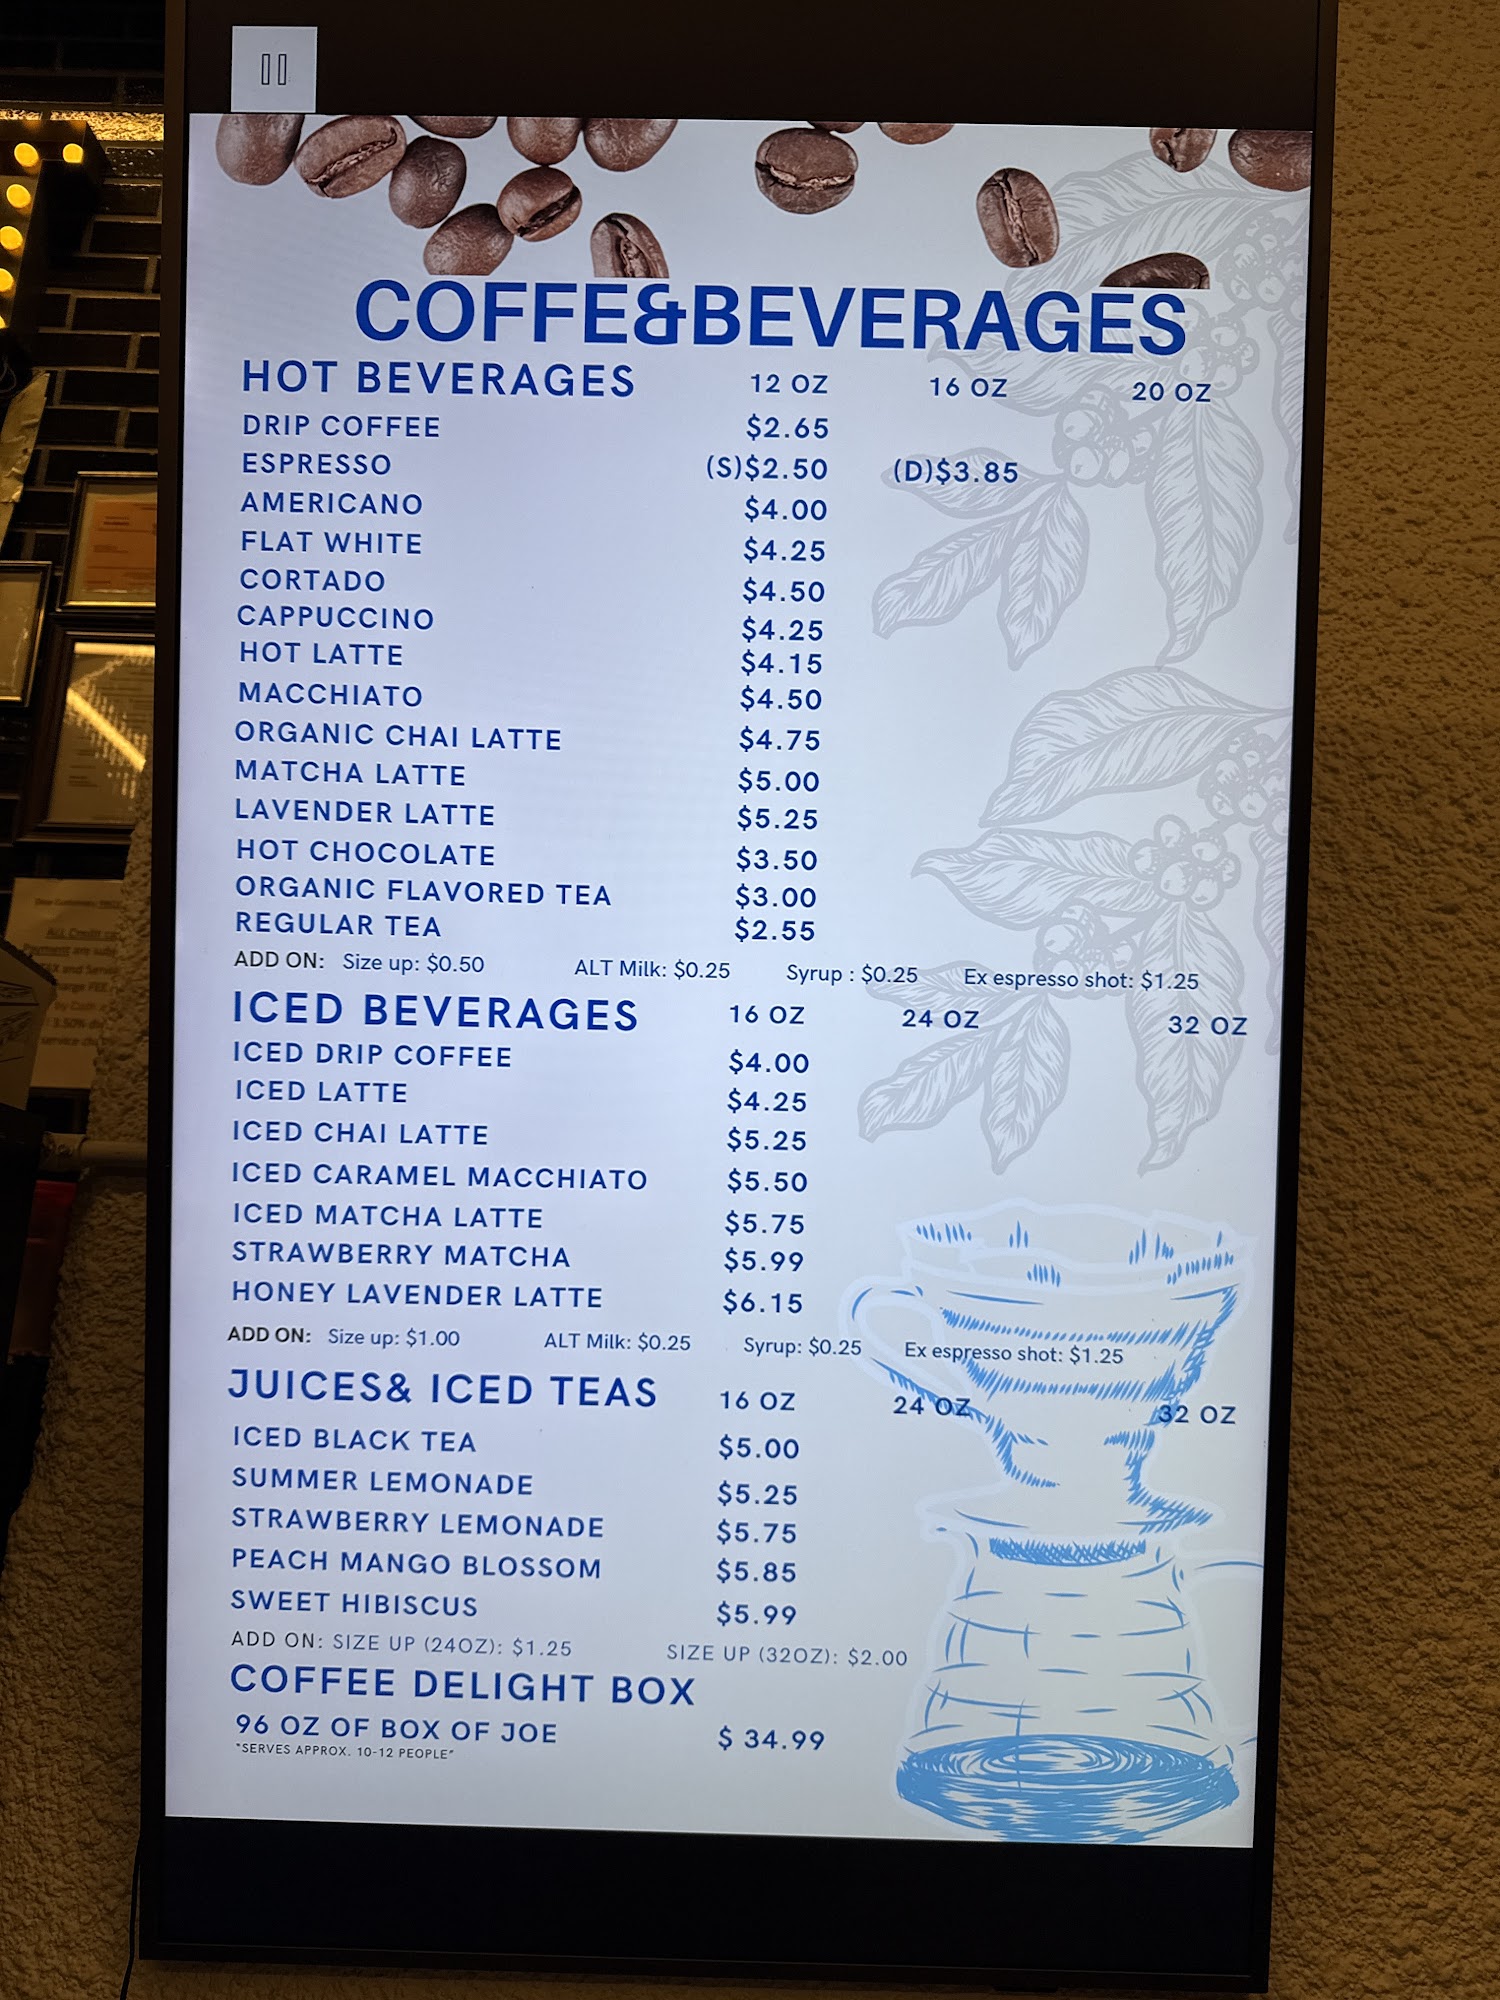 COFFE&BEVERAGES
HOT BEVERAGES 12 OZ 16 OZ 20 OZ
DRIP COFFEE $2.65
ESPRESSO (S)$2.50 (D)$3.85
AMERICANO $4.00
FLAT WHITE $4.25
CORTADO $4.50
CAPPUCCINO $4.25
HOT LATTE $4.15
MACCHIATO $4.50
ORGANIC CHAI LATTE $4.75
MATCHA LATTE $5.00
LAVENDER LATTE $5.25
HOT CHOCOLATE $3.50
ORGANIC FLAVORED TEA $3.00
REGULAR TEA $2.55
ADD ON: Size up: $0.50 ALT Milk: $0.25 Syrup : $0.25 Ex espresso shot: $1.25
ICED BEVERAGES 16 OZ 24 OZ 32 OZ
ICED DRIP COFFEE $4.00
ICED LATTE $4.25
ICED CHAI LATTE $5.25
ICED CARAMEL MACCHIATO $5.50
ICED MATCHA LATTE $5.75
STRAWBERRY MATCHA $5.99
HONEY LAVENDER LATTE $6.15
ADD ON: Size up: $1.00 ALT Milk: $0.25 Syrup: $0.25 Ex espresso shot: $1.25
JUICES& ICED TEAS 16 OZ 24 OZ 32 OZ
ICED BLACK TEA $5.00
SUMMER LEMONADE $5.25
STRAWBERRY LEMONADE $5.75
PEACH MANGO BLOSSOM $5.85
SWEET HIBISCUS $5.99
ADD ON: SIZE UP (24OZ): $1.25 SIZE UP (32OZ): $2.00
COFFEE DELIGHT BOX
96 OZ OF BOX OF JOE $ 34.99
"SERVES APPROX. 10-12 PEOPLE"